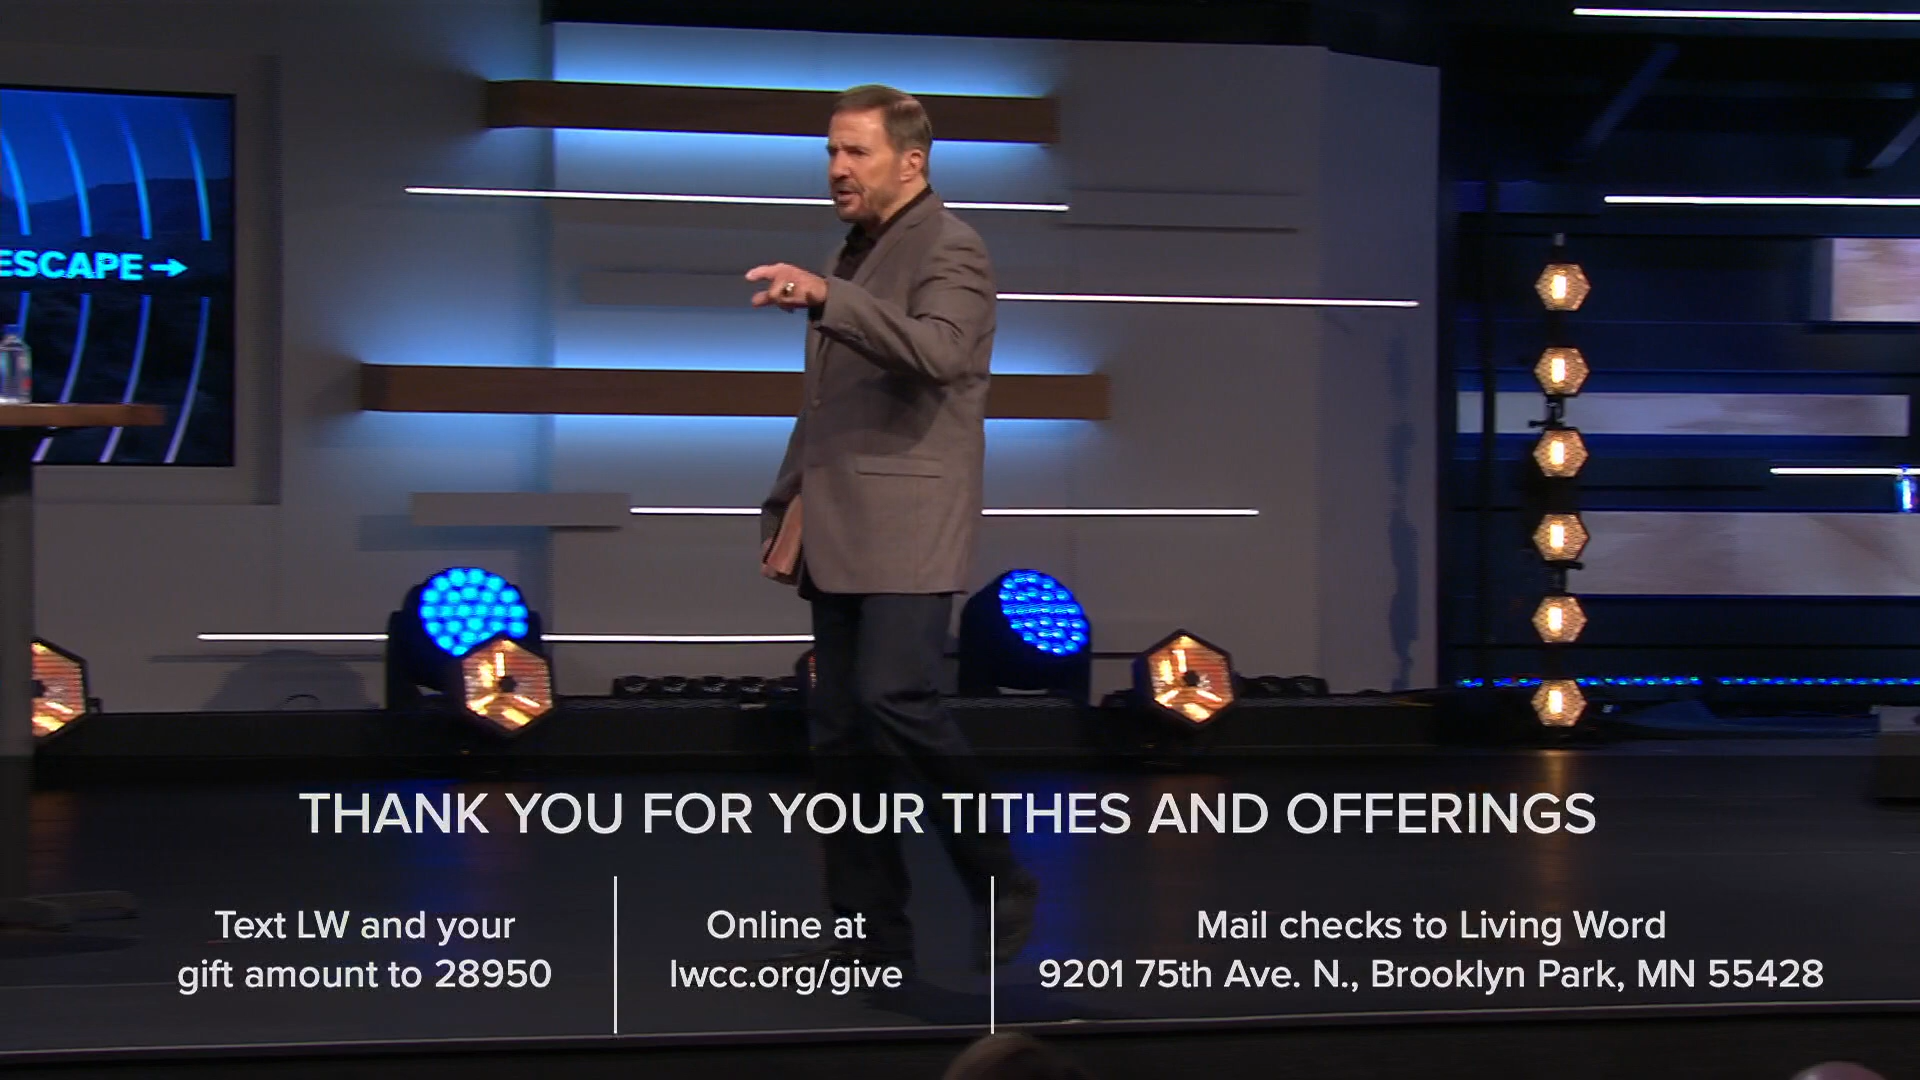 ESCAPE →
THANK YOU FOR YOUR TITHES AND OFFERINGS
Text LW and your
gift amount to 28950
Online at
lwcc.org/give
Mail checks to Living Word
9201 75th Ave. N., Brooklyn Park, MN 55428